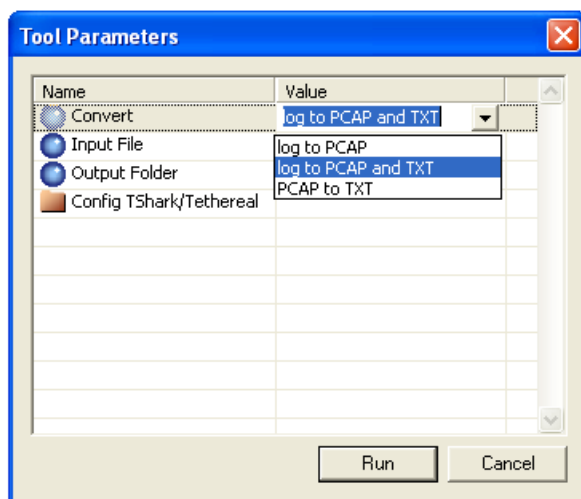 Tool Parameters
Name Value
Convert log to PCAP and TXT
Input File log to PCAP
log to PCAP and TXT
Output Folder
PCAP to TXT
Config TShark/Tethereal
Run Cancel